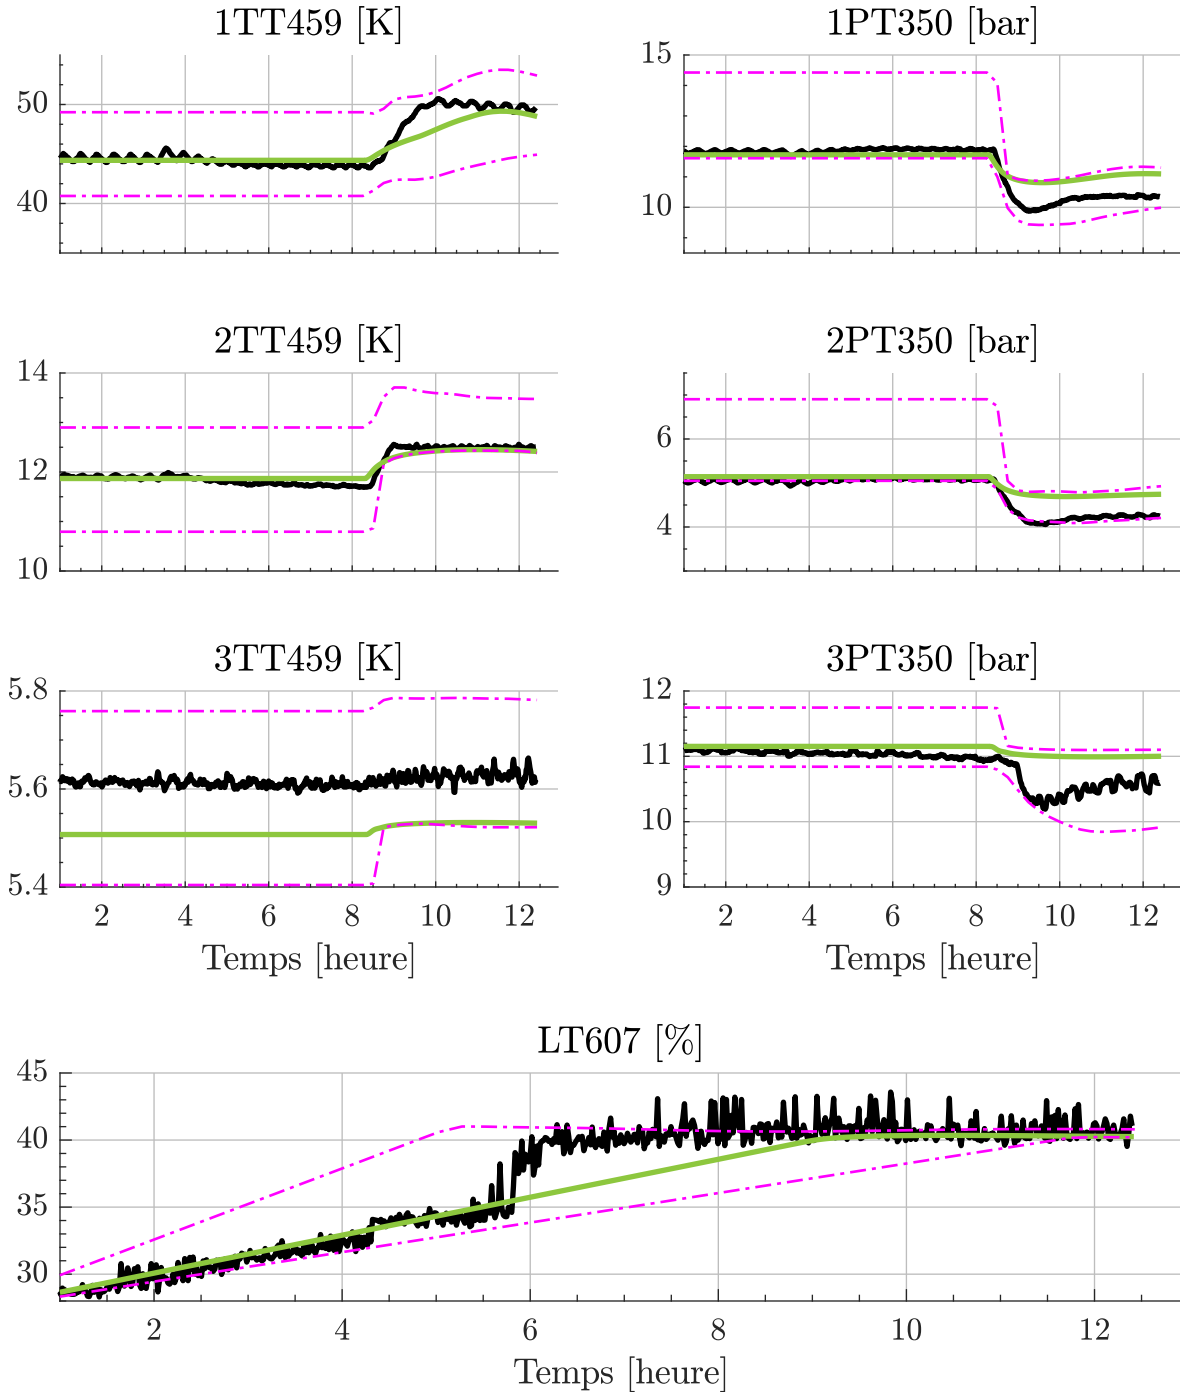 1TT459 [K]
50
40
1PT350 [bar]
15
10
2TT459 [K]
14
12
10
2PT350 [bar]
6
4
3TT459 [K]
5.8
5.6
5.4
2 4 6 8 10 12
Temps [heure]
3PT350 [bar]
12
11
10
9
2 4 6 8 10 12
Temps [heure]
LT607 [%]
45
40
35
30
2 4 6 8 10 12
Temps [heure]